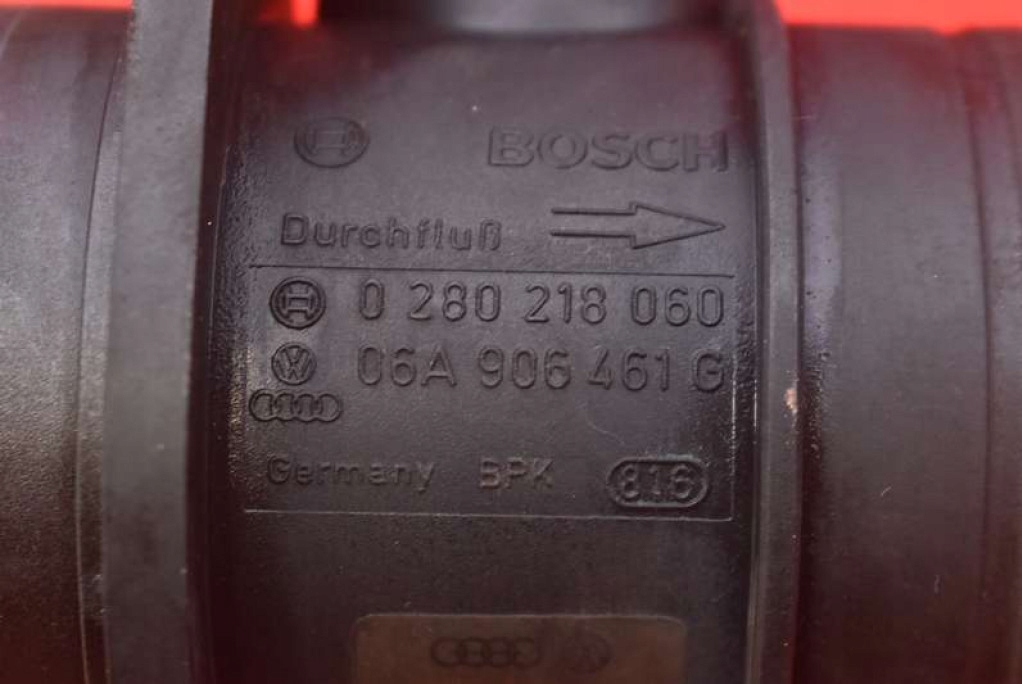 BOSCH
Durchfluß
0 280 218 060
06A 906 461 G
Germany BPK 816